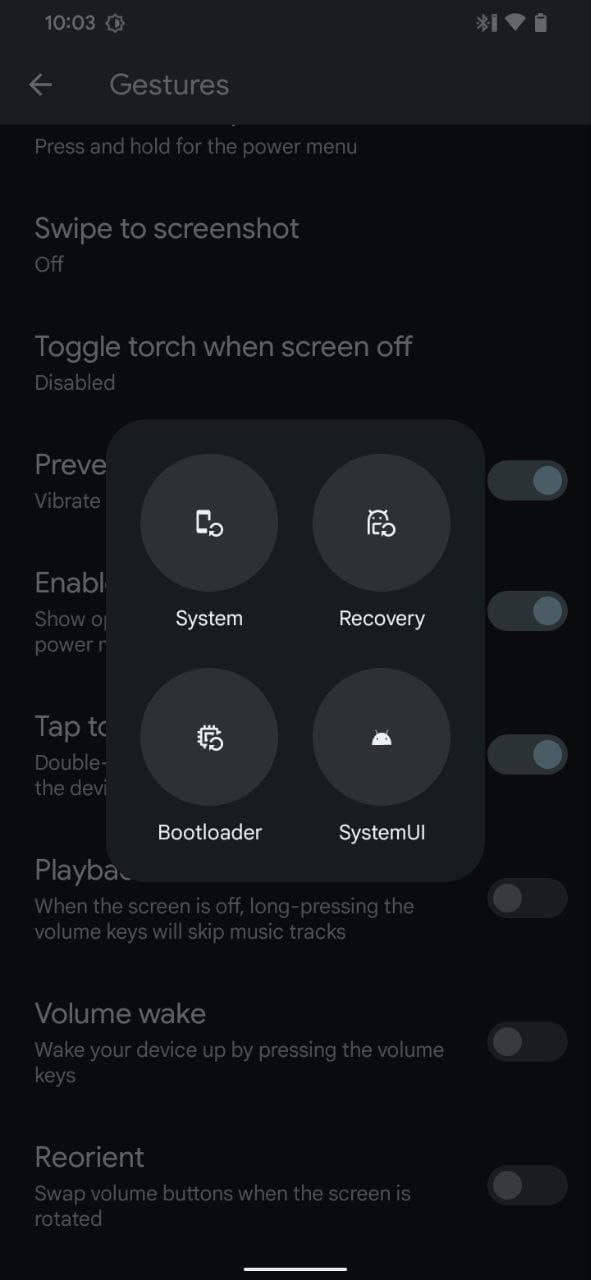 10:03
Gestures
Press and hold for the power menu
Swipe to screenshot
Off
Toggle torch when screen off
Disabled
Preve
Vibrate
Enabl
Show op
power m
System
Recovery
Tap to
Double-
the devi
Bootloader
SystemUI
Playbac
When the screen is off, long-pressing the
volume keys will skip music tracks
Volume wake
Wake your device up by pressing the volume
keys
Reorient
Swap volume buttons when the screen is
rotated